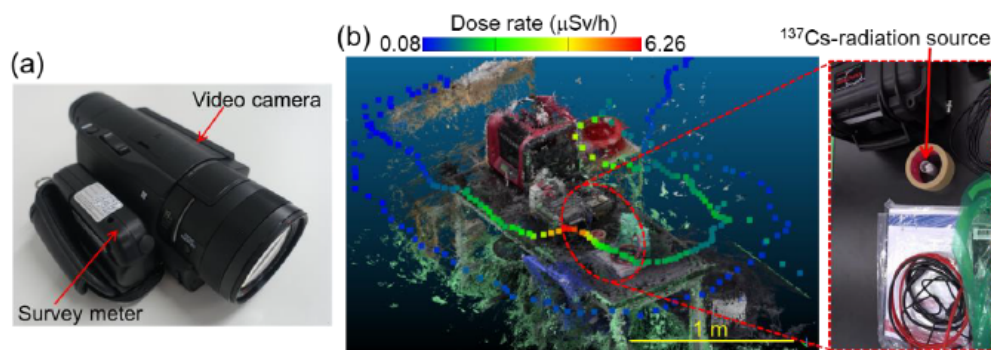 (a)
Video camera
Survey meter
(b)
Dose rate (μSv/h)
0.08
6.26
1 m
¹³⁷Cs-radiation source